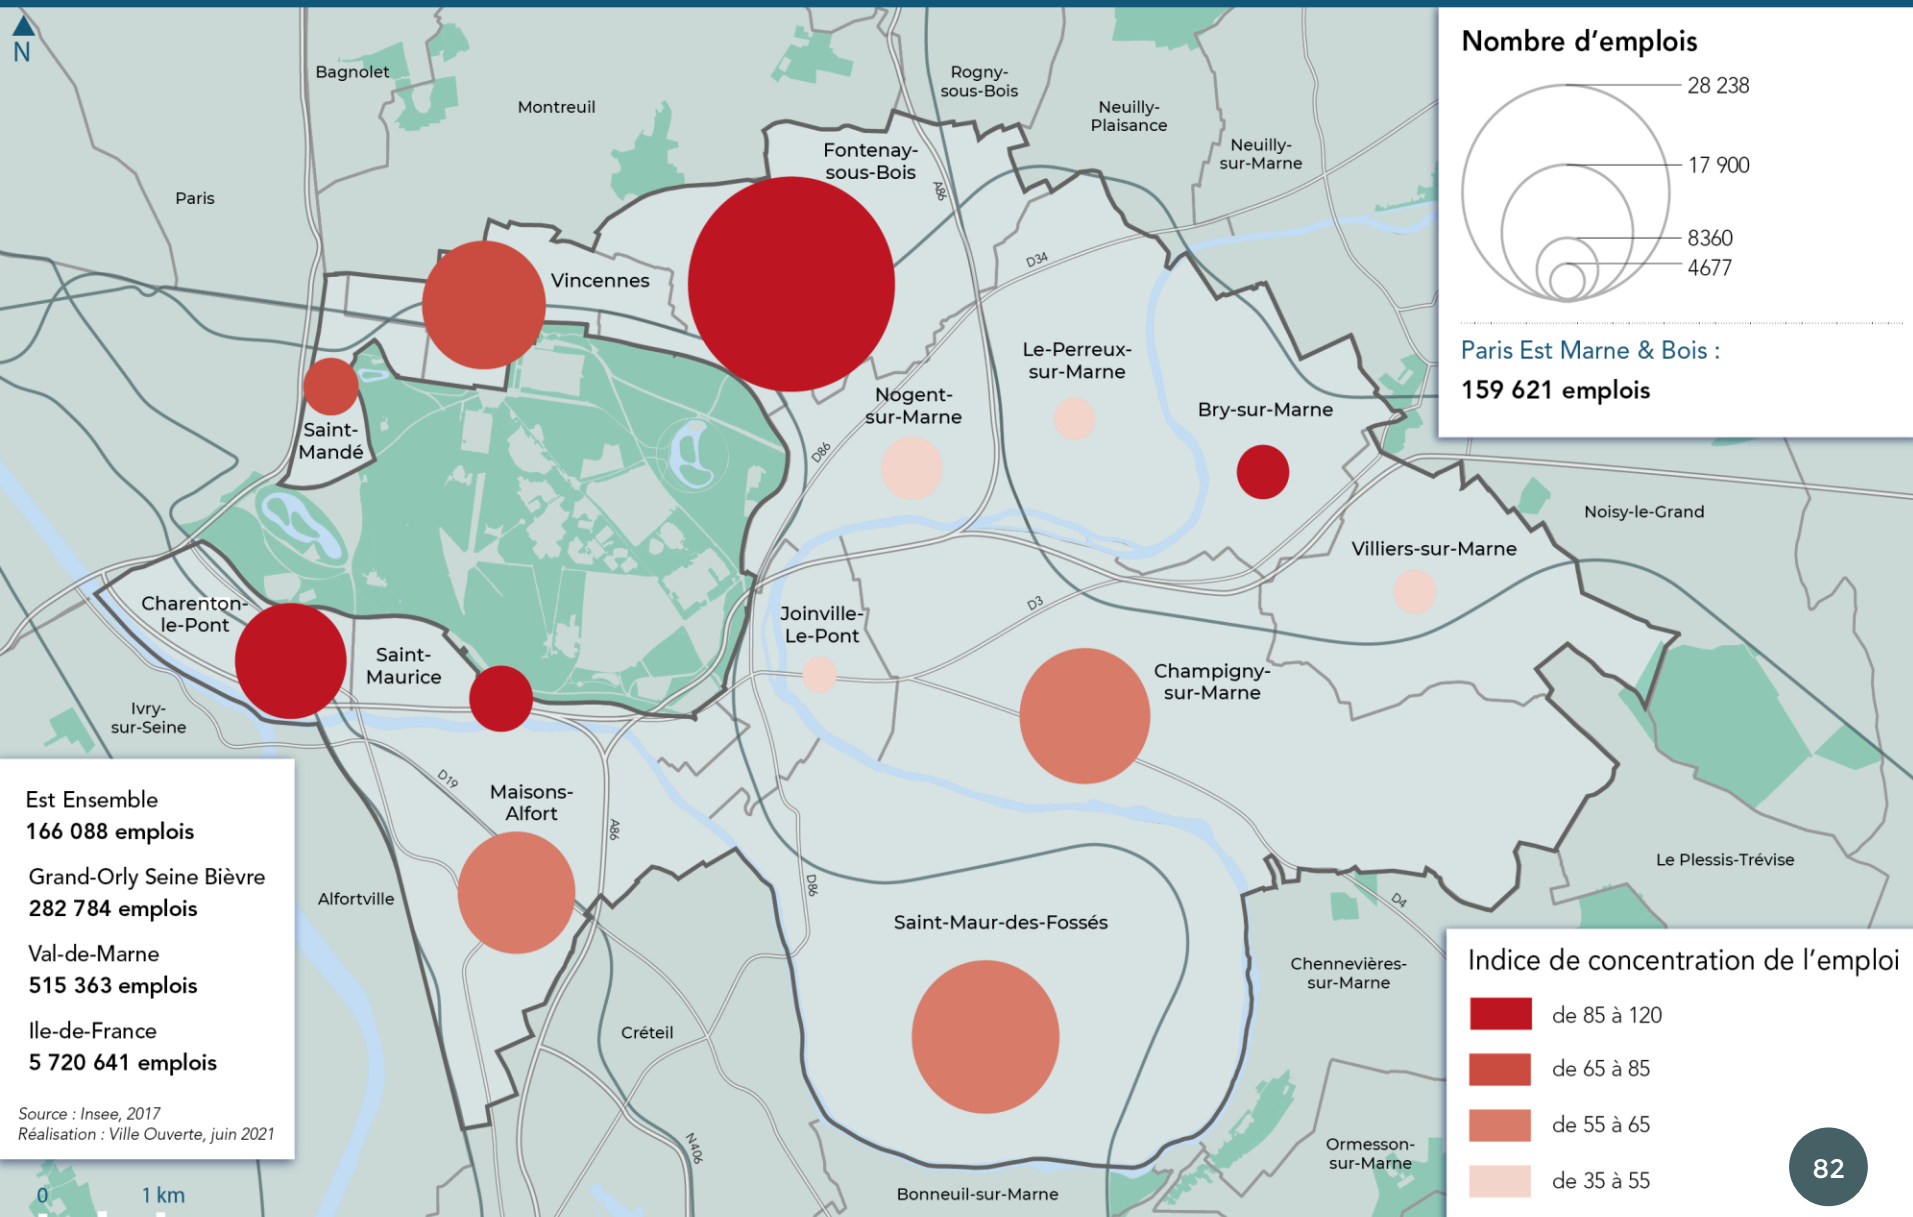 N
Bagnolet
Montreuil
Rogny-
sous-Bois
Neuilly-
Plaisance
Neuilly-
sur-Marne
Paris
Fontenay-
sous-Bois
A86
Vincennes
D34
Saint-
Mandé
Nogent-
sur-Marne
Le-Perreux-
sur-Marne
Bry-sur-Marne
D86
Noisy-le-Grand
Villiers-sur-Marne
Charenton-
le-Pont
Saint-
Maurice
Joinville-
Le-Pont
D3
Champigny-
sur-Marne
Ivry-
sur-Seine
D19
Maisons-
Alfort
A86
D86
Alfortville
Saint-Maur-des-Fossés
Le Plessis-Trévise
D4
Chennevières-
sur-Marne
Créteil
N406
Ormesson-
sur-Marne
Bonneuil-sur-Marne
Nombre d'emplois
28 238
17 900
8360
4677
Paris Est Marne & Bois :
159 621 emplois
Est Ensemble
166 088 emplois
Grand-Orly Seine Bièvre
282 784 emplois
Val-de-Marne
515 363 emplois
Ile-de-France
5 720 641 emplois
Source : Insee, 2017
Réalisation : Ville Ouverte, juin 2021
0 1 km
Indice de concentration de l'emploi
de 85 à 120
de 65 à 85
de 55 à 65
de 35 à 55
82